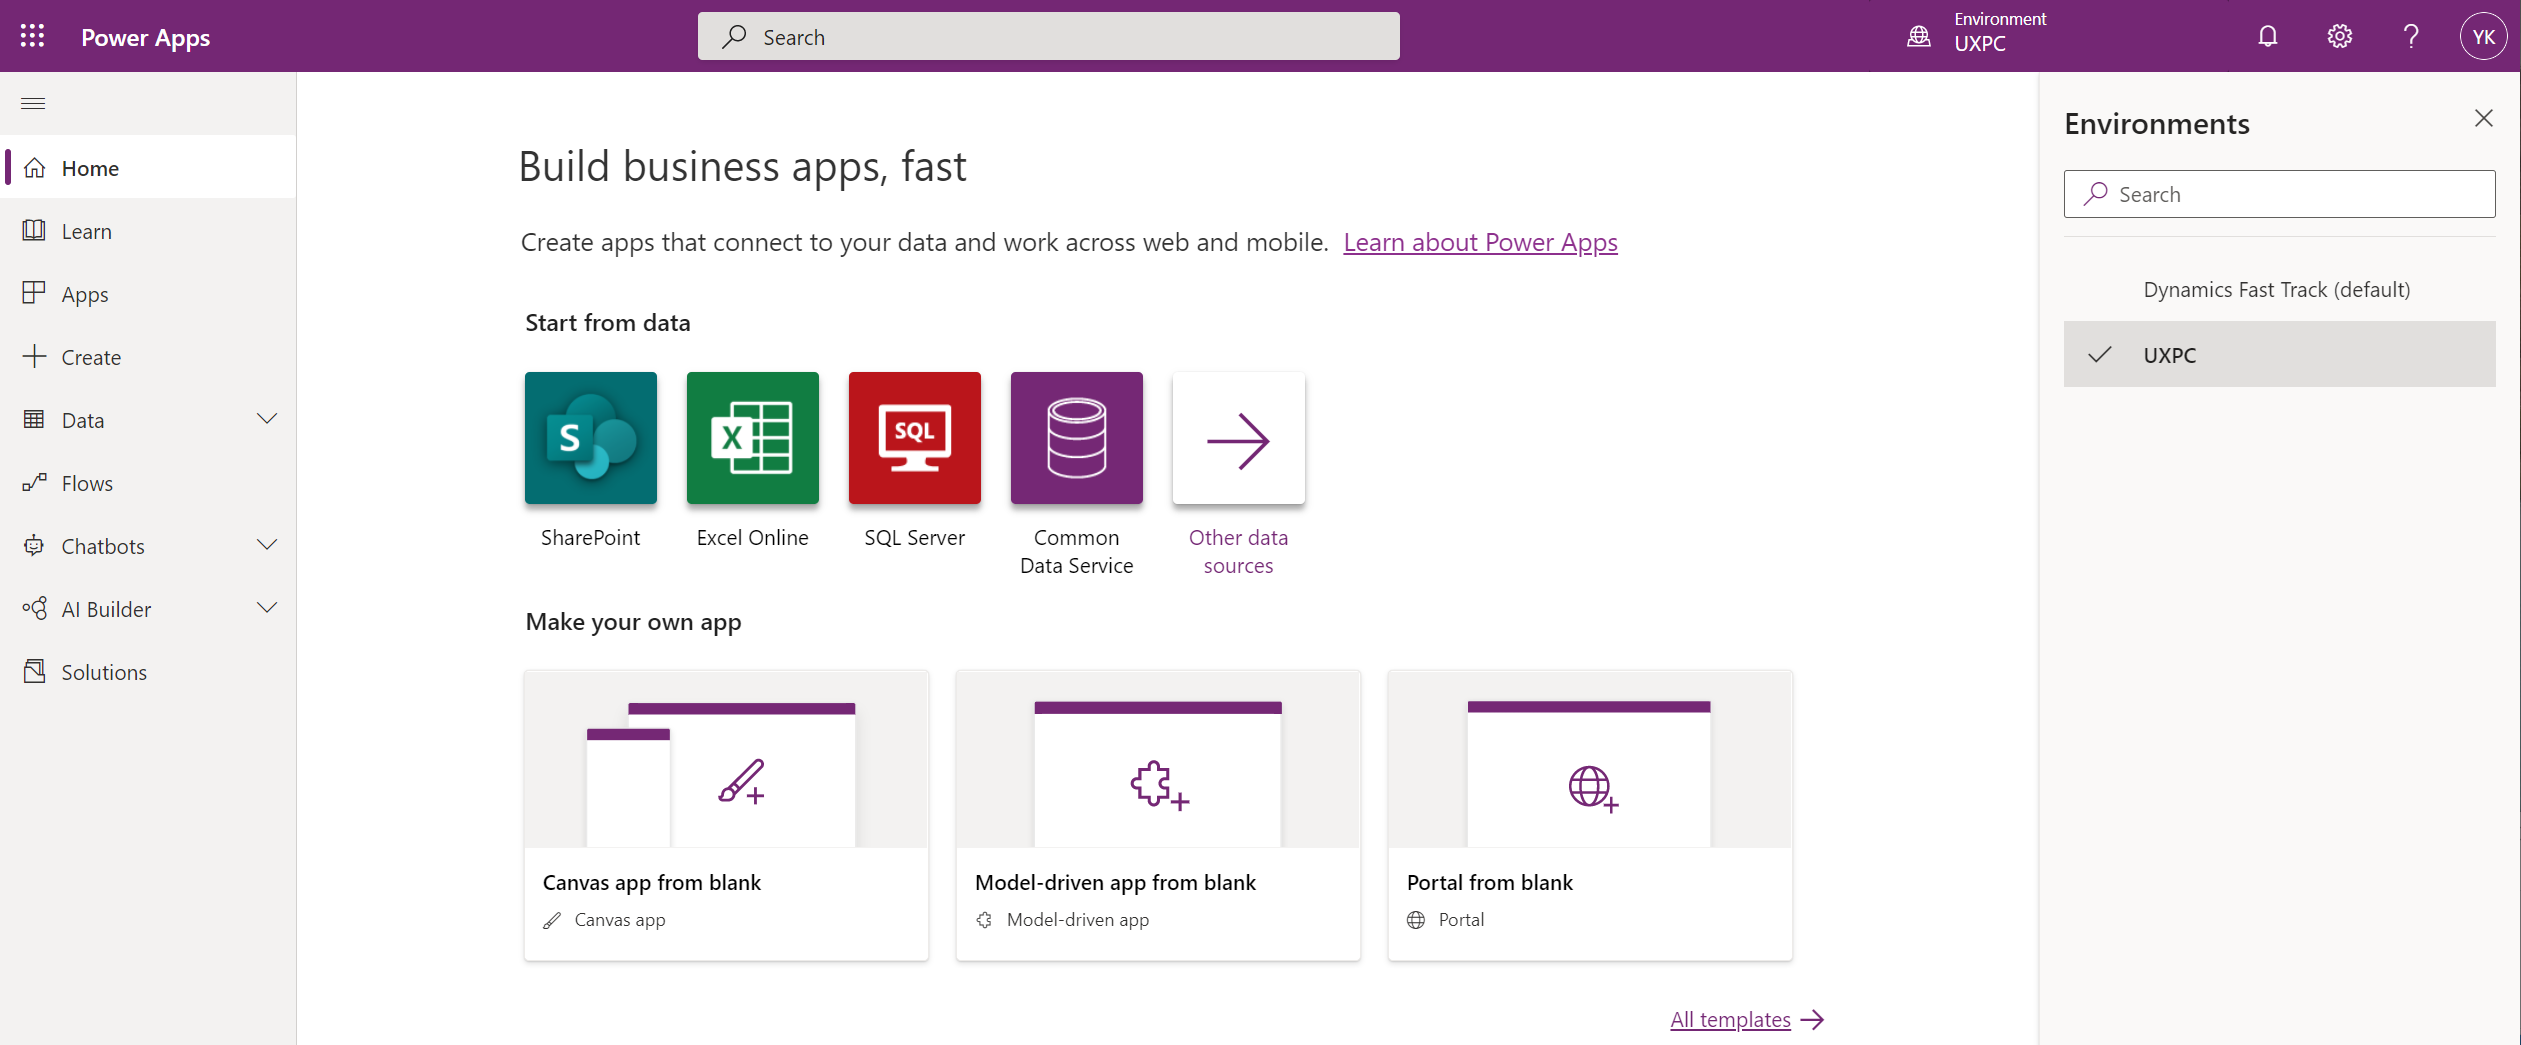 Power Apps
Search
Environment
UXPC
YK
Home
Learn
Apps
Create
Data
Flows
Chatbots
AI Builder
Solutions
Build business apps, fast
Create apps that connect to your data and work across web and mobile. Learn about Power Apps
Start from data
S
X
SQL
SharePoint
Excel Online
SQL Server
Common
Data Service
Other data
sources
Make your own app
Canvas app from blank
Canvas app
Model-driven app from blank
Model-driven app
Portal from blank
Portal
All templates
Environments
Search
Dynamics Fast Track (default)
UXPC